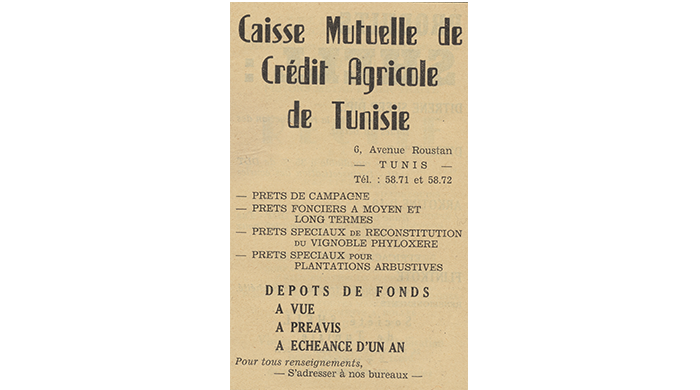 Caisse Mutuelle de
Crédit Agricole
de Tunisie
6, Avenue Roustan
— TUNIS —
Tél. : 58.71 et 58.72
— PRETS DE CAMPAGNE
— PRETS FONCIERS A MOYEN ET
LONG TERMES
— PRETS SPECIAUX DE RECONSTITUTION
DU VIGNOBLE PHYLOXERE
— PRETS SPECIAUX POUR
PLANTATIONS ARBUSTIVES
DEPOTS DE FONDS
A VUE
A PREAVIS
A ECHEANCE D'UN AN
Pour tous renseignements,
— S'adresser à nos bureaux —